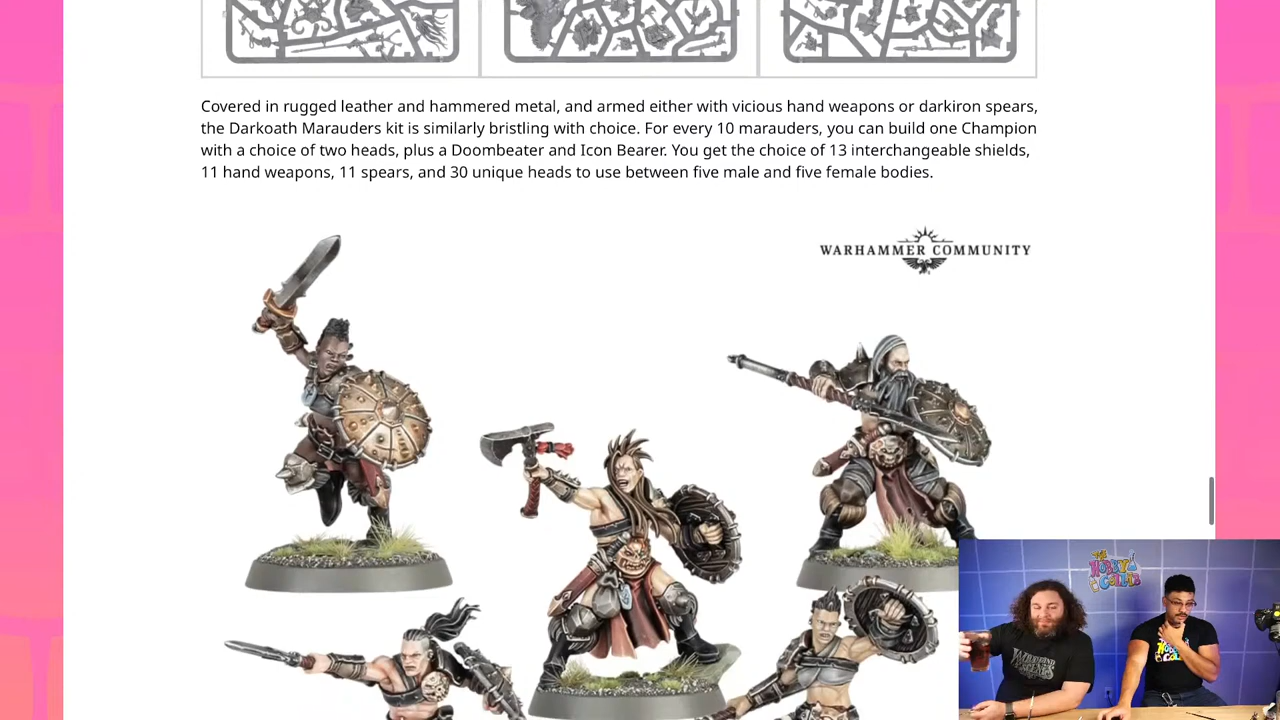 Covered in rugged leather and hammered metal, and armed either with vicious hand weapons or darkiron spears,
the Darkoath Marauders kit is similarly bristling with choice. For every 10 marauders, you can build one Champion
with a choice of two heads, plus a Doombeater and Icon Bearer. You get the choice of 13 interchangeable shields,
11 hand weapons, 11 spears, and 30 unique heads to use between five male and five female bodies.
WARHAMMER COMMUNITY
THE
HOBBY
COLLAB